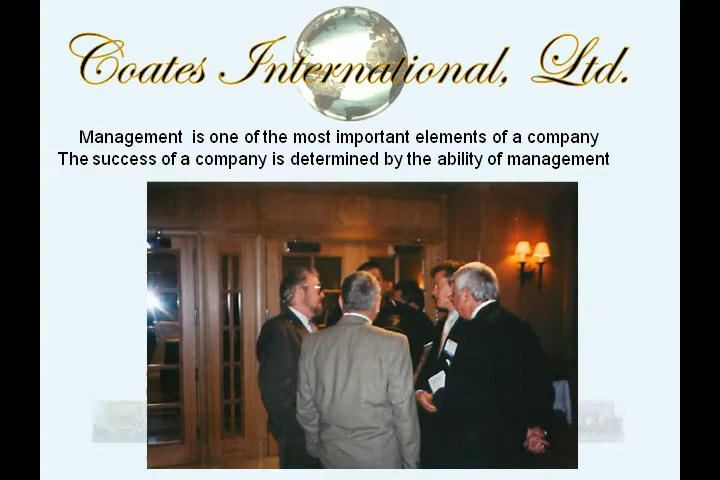 Coates International, Ltd.
Management is one of the most important elements of a company
The success of a company is determined by the ability of management